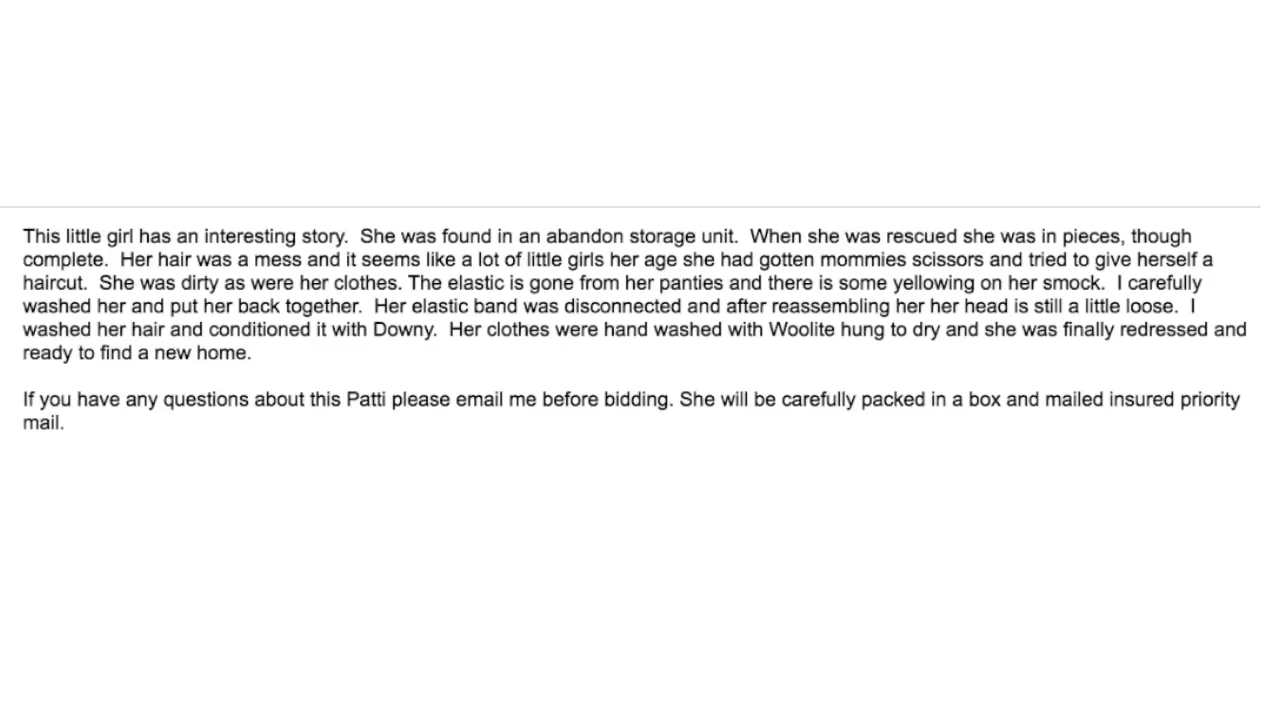 This little girl has an interesting story.  She was found in an abandon storage unit.  When she was rescued she was in pieces, though
complete.  Her hair was a mess and it seems like a lot of little girls her age she had gotten mommies scissors and tried to give herself a
haircut.  She was dirty as were her clothes. The elastic is gone from her panties and there is some yellowing on her smock.  I carefully
washed her and put her back together.  Her elastic band was disconnected and after reassembling her her head is still a little loose.  I
washed her hair and conditioned it with Downy.  Her clothes were hand washed with Woolite hung to dry and she was finally redressed and
ready to find a new home.
If you have any questions about this Patti please email me before bidding. She will be carefully packed in a box and mailed insured priority
mail.